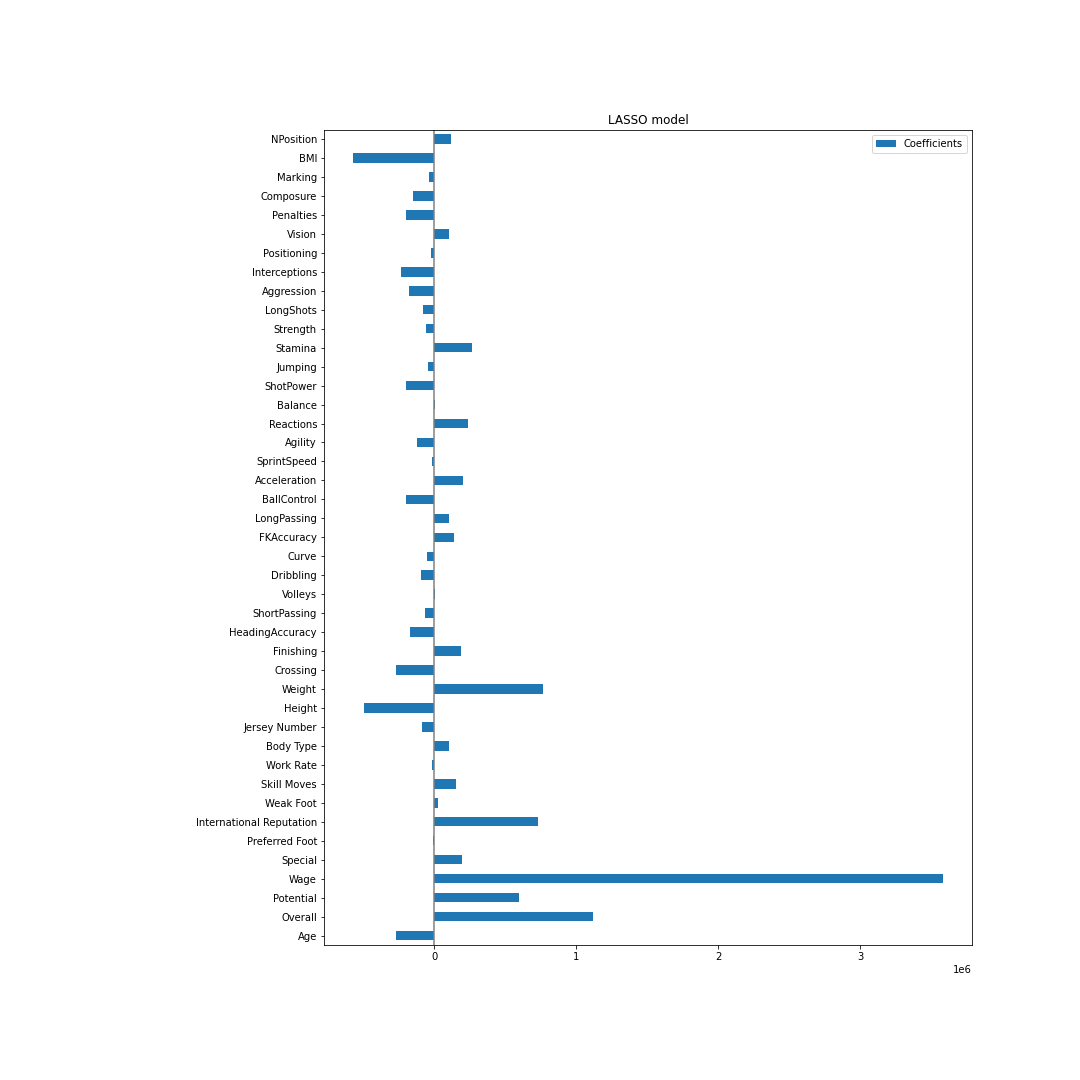 LASSO model
Coefficients
NPosition
BMI
Marking
Composure
Penalties
Vision
Positioning
Interceptions
Aggression
LongShots
Strength
Stamina
Jumping
ShotPower
Balance
Reactions
Agility
SprintSpeed
Acceleration
BallControl
LongPassing
FKAccuracy
Curve
Dribbling
Volleys
ShortPassing
HeadingAccuracy
Finishing
Crossing
Weight
Height
Jersey Number
Body Type
Work Rate
Skill Moves
Weak Foot
International Reputation
Preferred Foot
Special
Wage
Potential
Overall
Age
0 1 2 3
1e6